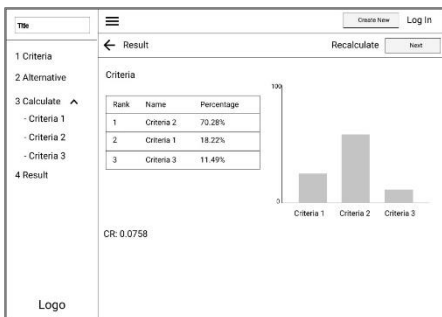 Title
Create New Log In
Result
Recalculate Next
1 Criteria
2 Alternative
3 Calculate
- Criteria 1
- Criteria 2
- Criteria 3
4 Result
Logo
Criteria
Rank Name Percentage
1 Criteria 2 70.28%
2 Criteria 1 18.22%
3 Criteria 3 11.49%
CR: 0.0758
100
0
Criteria 1 Criteria 2 Criteria 3